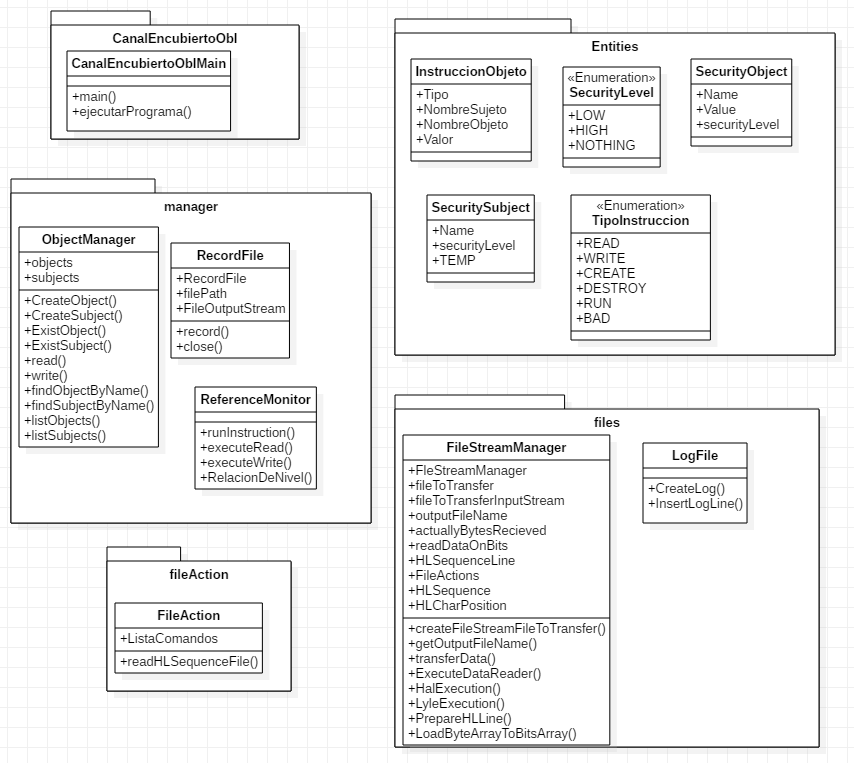 CanalEncubiertoObl
CanalEncubiertoOblMain
+main()
+ejecutarPrograma()
manager
ObjectManager
+objects
+subjects
+CreateObject()
+CreateSubject()
+ExistObject()
+ExistSubject()
+read()
+write()
+findObjectByName()
+findSubjectByName()
+listObjects()
+listSubjects()
RecordFile
+RecordFile
+filePath
+FileOutputStream
+record()
+close()
ReferenceMonitor
+runInstruction()
+executeRead()
+executeWrite()
+RelacionDeNivel()
fileAction
FileAction
+ListaComandos
+readHLSequenceFile()
Entities
InstruccionObjeto
+Tipo
+NombreSujeto
+NombreObjeto
+Valor
«Enumeration»
SecurityLevel
+LOW
+HIGH
+NOTHING
SecurityObject
+Name
+Value
+securityLevel
SecuritySubject
+Name
+securityLevel
+TEMP
«Enumeration»
TipoInstruccion
+READ
+WRITE
+CREATE
+DESTROY
+RUN
+BAD
files
FileStreamManager
+FleStreamManager
+fileToTransfer
+fileToTransferInputStream
+outputFileName
+actuallyBytesRecieved
+readDataOnBits
+HLSequenceLine
+FileActions
+HLSequence
+HLCharPosition
+createFileStreamFileToTransfer()
+getOutputFileName()
+transferData()
+ExecuteDataReader()
+HalExecution()
+LyleExecution()
+PrepareHLLine()
+LoadByteArrayToBitsArray()
LogFile
+CreateLog()
+InsertLogLine()